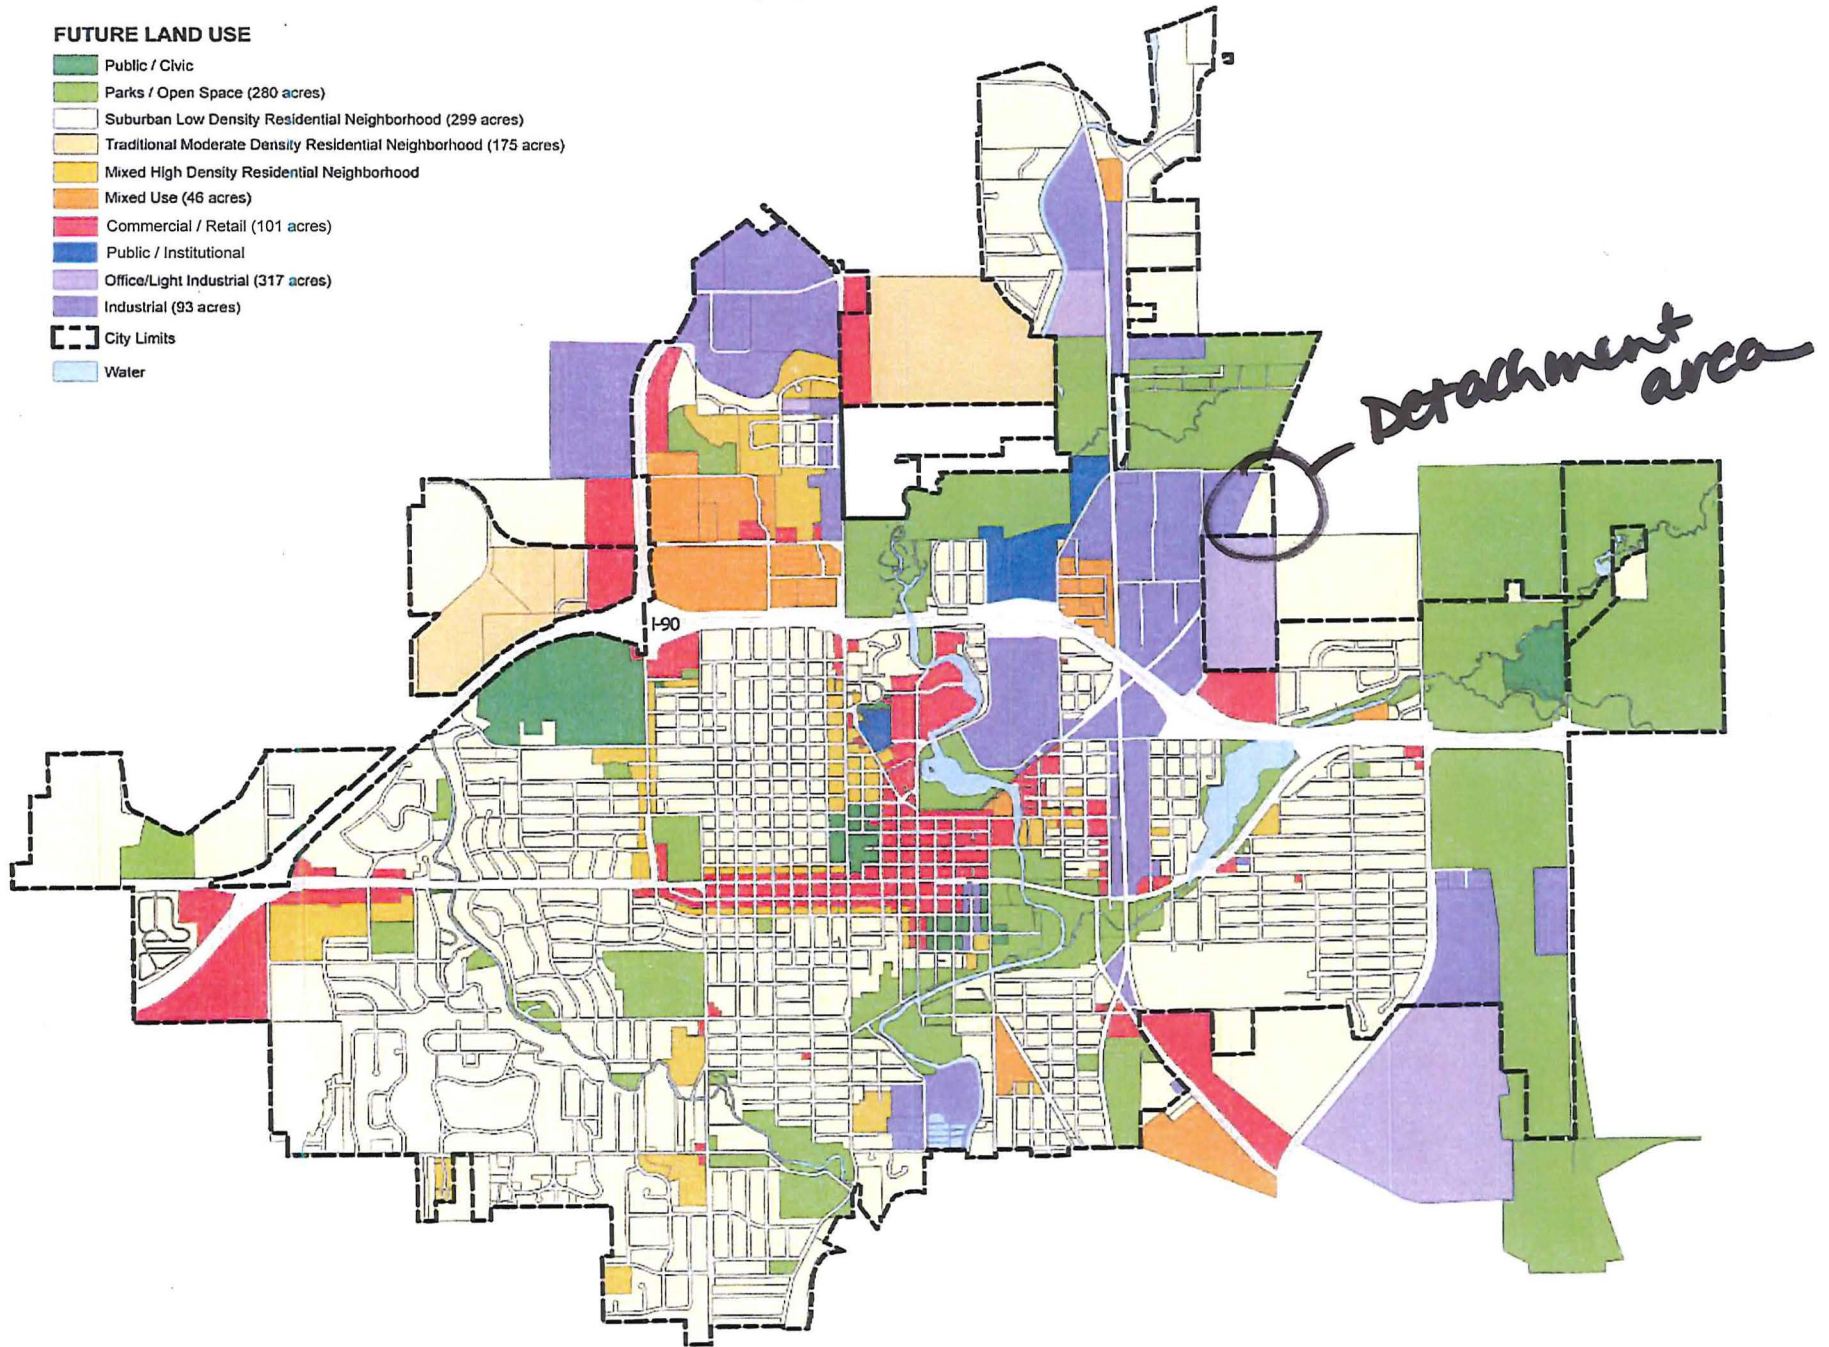 FUTURE LAND USE
Public / Civic
Parks / Open Space (280 acres)
Suburban Low Density Residential Neighborhood (299 acres)
Traditional Moderate Density Residential Neighborhood (175 acres)
Mixed High Density Residential Neighborhood
Mixed Use (46 acres)
Commercial / Retail (101 acres)
Public / Institutional
Office/Light Industrial (317 acres)
Industrial (93 acres)
City Limits
Water
Detachment
area
I-90